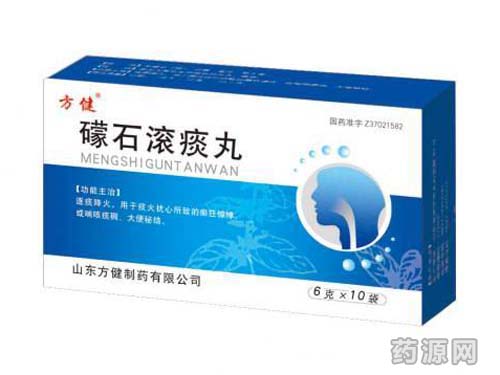 方健®
国药准字 Z37021582
礞石滚痰丸
MENGSHIGUNTANWAN
【功能主治】
逐痰降火。用于痰火扰心所致的癫狂惊悸，
或喘咳痰稠、大便秘结。
山东方健制药有限公司
6克×10袋
药源网